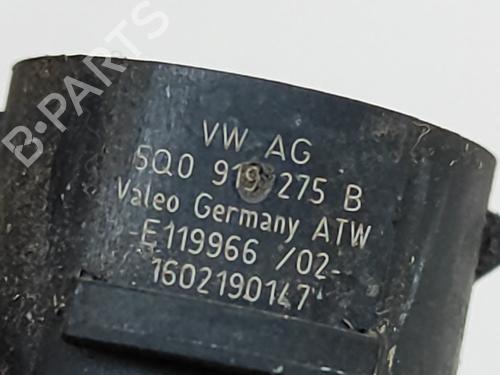 B-PARTS
VW AG
5Q0 919 275 B
Valeo Germany ATW
-E119966 /02-
1602190147